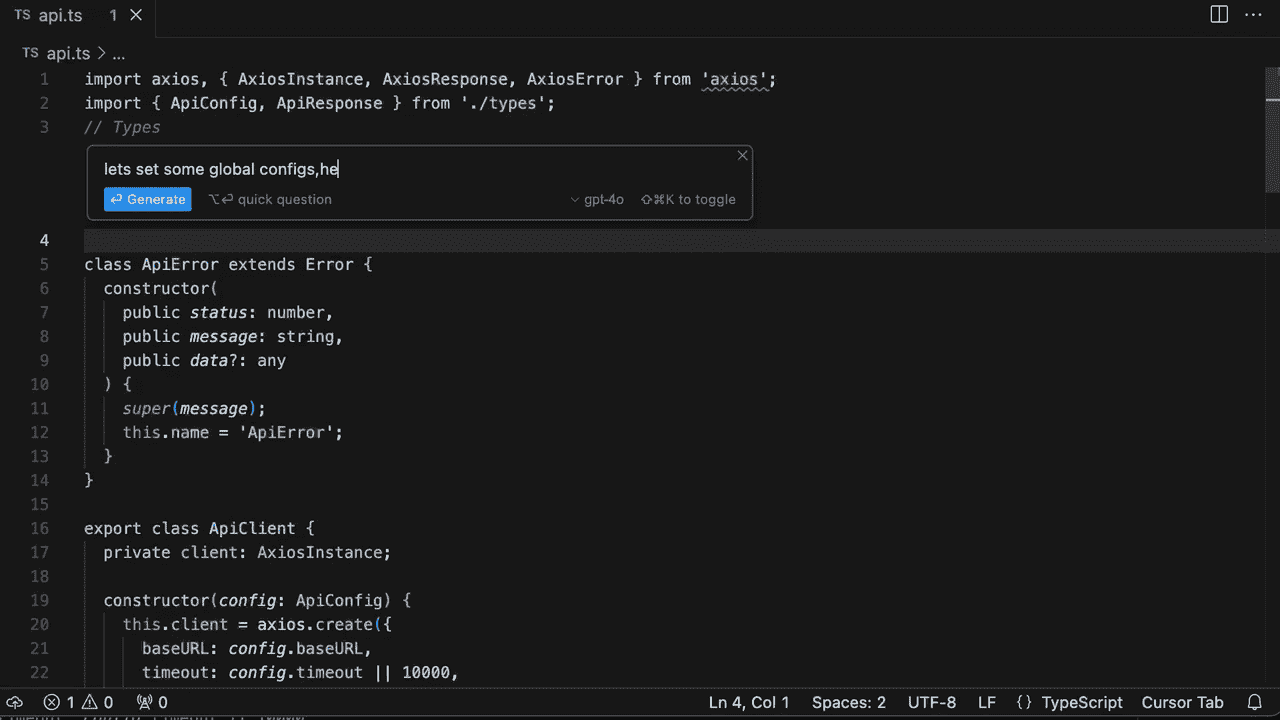 TS api.ts 1
TS api.ts > ...
1 import axios, { AxiosInstance, AxiosResponse, AxiosError } from 'axios';
2 import { ApiConfig, ApiResponse } from './types';
3 // Types
lets set some global configs,he
Generate quick question gpt-4o ⇧⌘K to toggle
4
5 class ApiError extends Error {
6 constructor(
7 public status: number,
8 public message: string,
9 public data?: any
10 ) {
11 super(message);
12 this.name = 'ApiError';
13 }
14 }
15
16 export class ApiClient {
17 private client: AxiosInstance;
18
19 constructor(config: ApiConfig) {
20 this.client = axios.create({
21 baseURL: config.baseURL,
22 timeout: config.timeout || 10000,
1 0 0 Ln 4, Col 1 Spaces: 2 UTF-8 LF {} TypeScript Cursor Tab